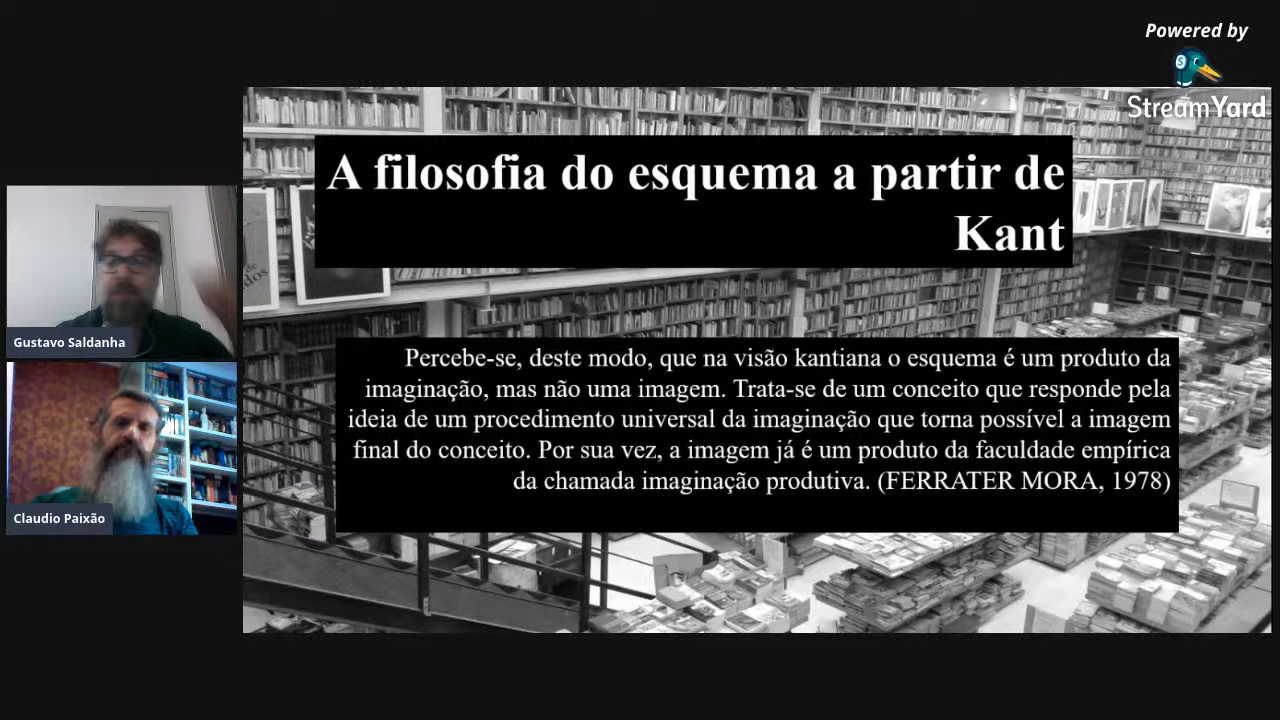 Powered by
StreamYard
A filosofia do esquema a partir de
Kant
Percebe-se, deste modo, que na visão kantiana o esquema é um produto da
imaginação, mas não uma imagem. Trata-se de um conceito que responde pela
ideia de um procedimento universal da imaginação que torna possível a imagem
final do conceito. Por sua vez, a imagem já é um produto da faculdade empírica
da chamada imaginação produtiva. (FERRATER MORA, 1978)
Gustavo Saldanha
Claudio Paixão